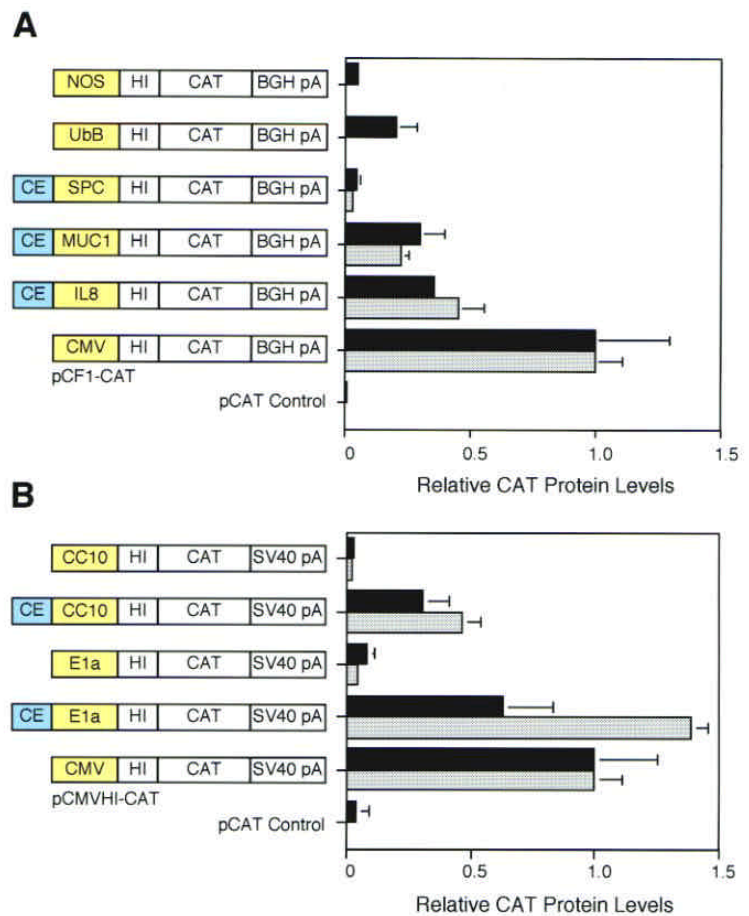 A
NOS HI CAT BGH pA
UbB HI CAT BGH pA
CE SPC HI CAT BGH pA
CE MUC1 HI CAT BGH pA
CE IL8 HI CAT BGH pA
CMV HI CAT BGH pA
pCF1-CAT
pCAT Control
0 0.5 1.0 1.5
Relative CAT Protein Levels
B
CC10 HI CAT SV40 pA
CE CC10 HI CAT SV40 pA
E1a HI CAT SV40 pA
CE E1a HI CAT SV40 pA
CMV HI CAT SV40 pA
pCMVHI-CAT
pCAT Control
0 0.5 1.0 1.5
Relative CAT Protein Levels